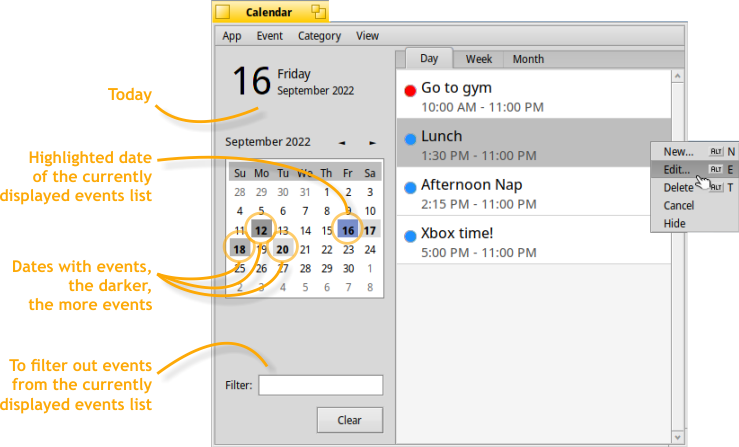 Calendar
App Event Category View
Today
16
Friday
September 2022
Highlighted date
of the currently
displayed events list
September 2022
Su Mo Tu We Th Fr Sa
28 29 30 31 1 2 3
4 5 6 7 8 9 10
11 12 13 14 15 16 17
18 19 20 21 22 23 24
25 26 27 28 29 30 1
2 3 4 5 6 7 8
Dates with events,
the darker,
the more events
To filter out events
from the currently
displayed events list
Filter:
Clear
Day Week Month
Go to gym
10:00 AM - 11:00 PM
Lunch
1:30 PM - 11:00 PM
Afternoon Nap
2:15 PM - 11:00 PM
Xbox time!
5:00 PM - 11:00 PM
New... ALT N
Edit... ALT E
Delete ALT T
Cancel
Hide